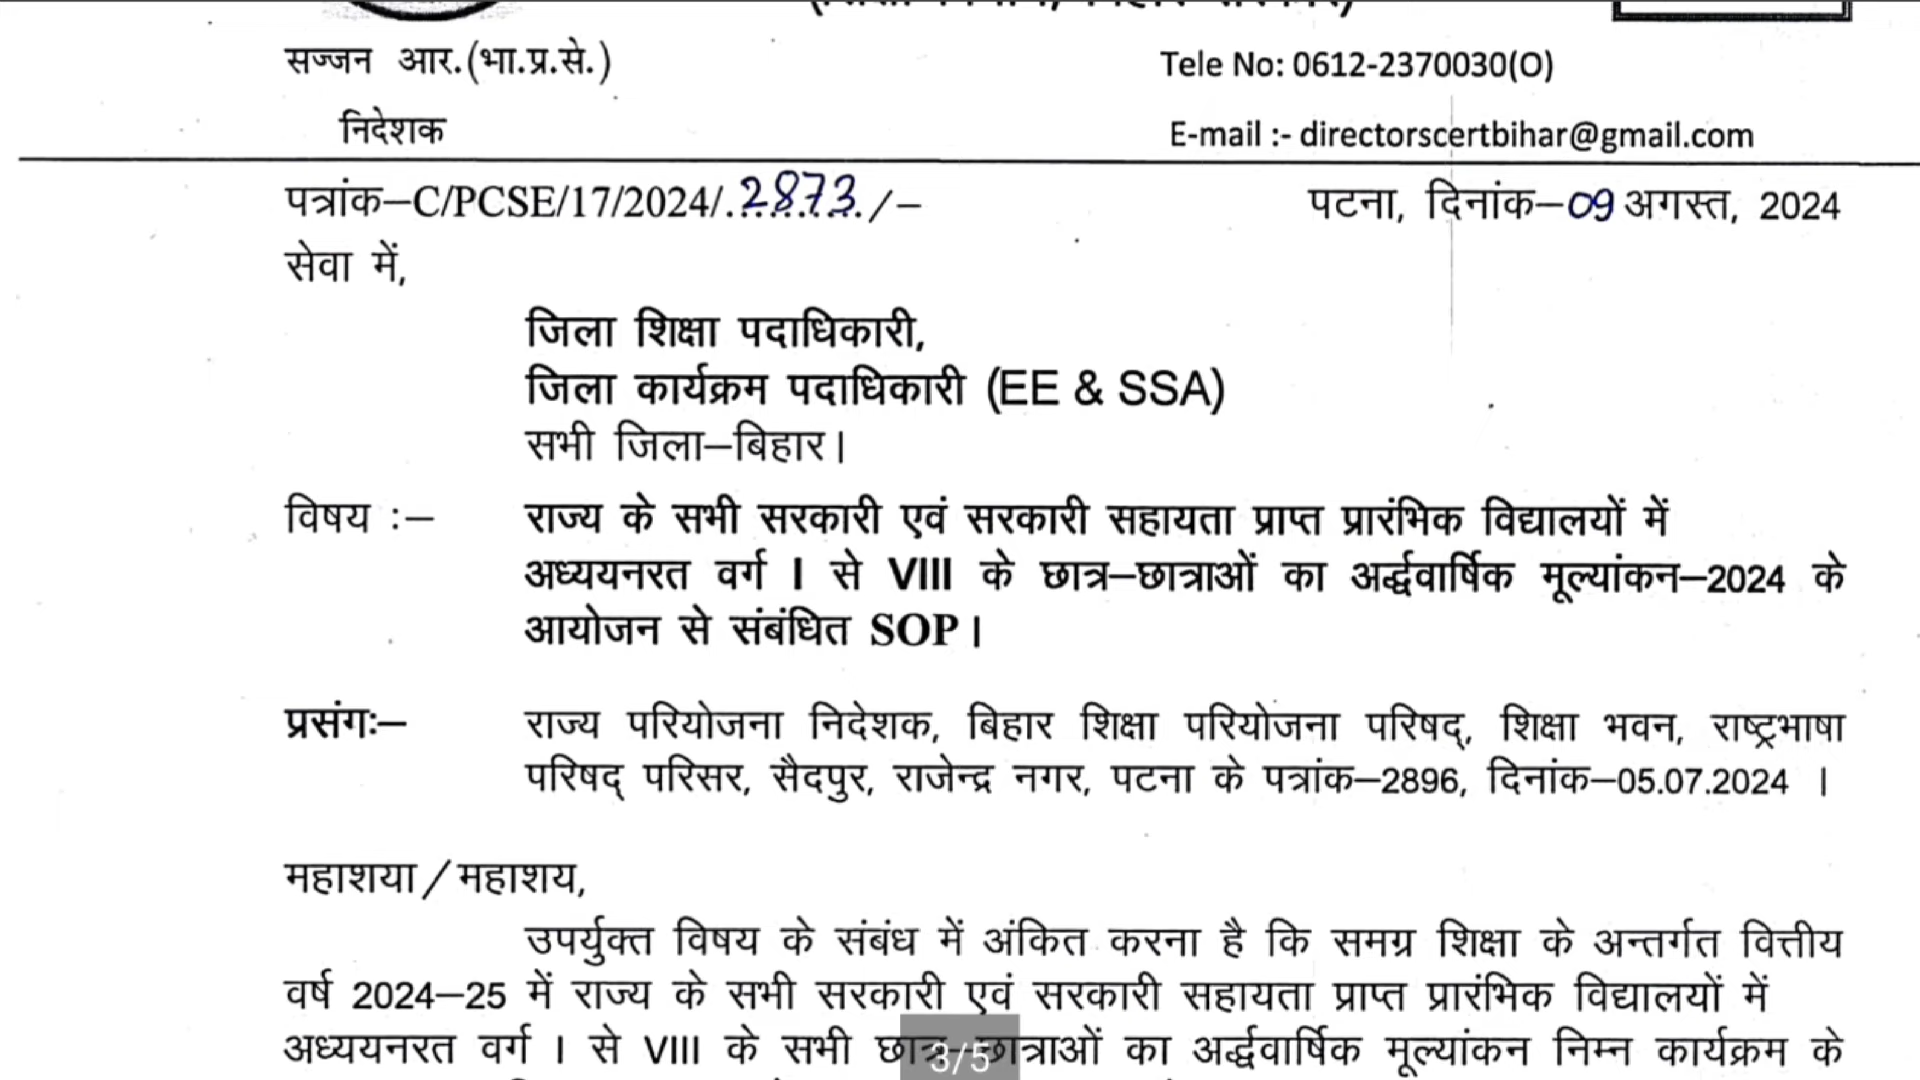 सज्जन आर.(भा.प्र.से.)
Tele No: 0612-2370030(O)
निदेशक
E-mail :- directorscertbihar@gmail.com
पत्रांक–C/PCSE/17/2024/.2873./–
पटना, दिनांक–09 अगस्त, 2024
सेवा में,
जिला शिक्षा पदाधिकारी,
जिला कार्यक्रम पदाधिकारी (EE & SSA)
सभी जिला–बिहार।
विषय :– राज्य के सभी सरकारी एवं सरकारी सहायता प्राप्त प्रारंभिक विद्यालयों में
अध्ययनरत वर्ग I से VIII के छात्र–छात्राओं का अर्द्धवार्षिक मूल्यांकन–2024 के
आयोजन से संबंधित SOP।
प्रसंगः– राज्य परियोजना निदेशक, बिहार शिक्षा परियोजना परिषद्, शिक्षा भवन, राष्ट्रभाषा
परिषद् परिसर, सैदपुर, राजेन्द्र नगर, पटना के पत्रांक–2896, दिनांक–05.07.2024 ।
महाशया/महाशय,
उपर्युक्त विषय के संबंध में अंकित करना है कि समग्र शिक्षा के अन्तर्गत वित्तीय
वर्ष 2024–25 में राज्य के सभी सरकारी एवं सरकारी सहायता प्राप्त प्रारंभिक विद्यालयों में
अध्ययनरत वर्ग I से VIII के सभी छात्र–छात्राओं का अर्द्धवार्षिक मूल्यांकन निम्न कार्यक्रम के
3/5